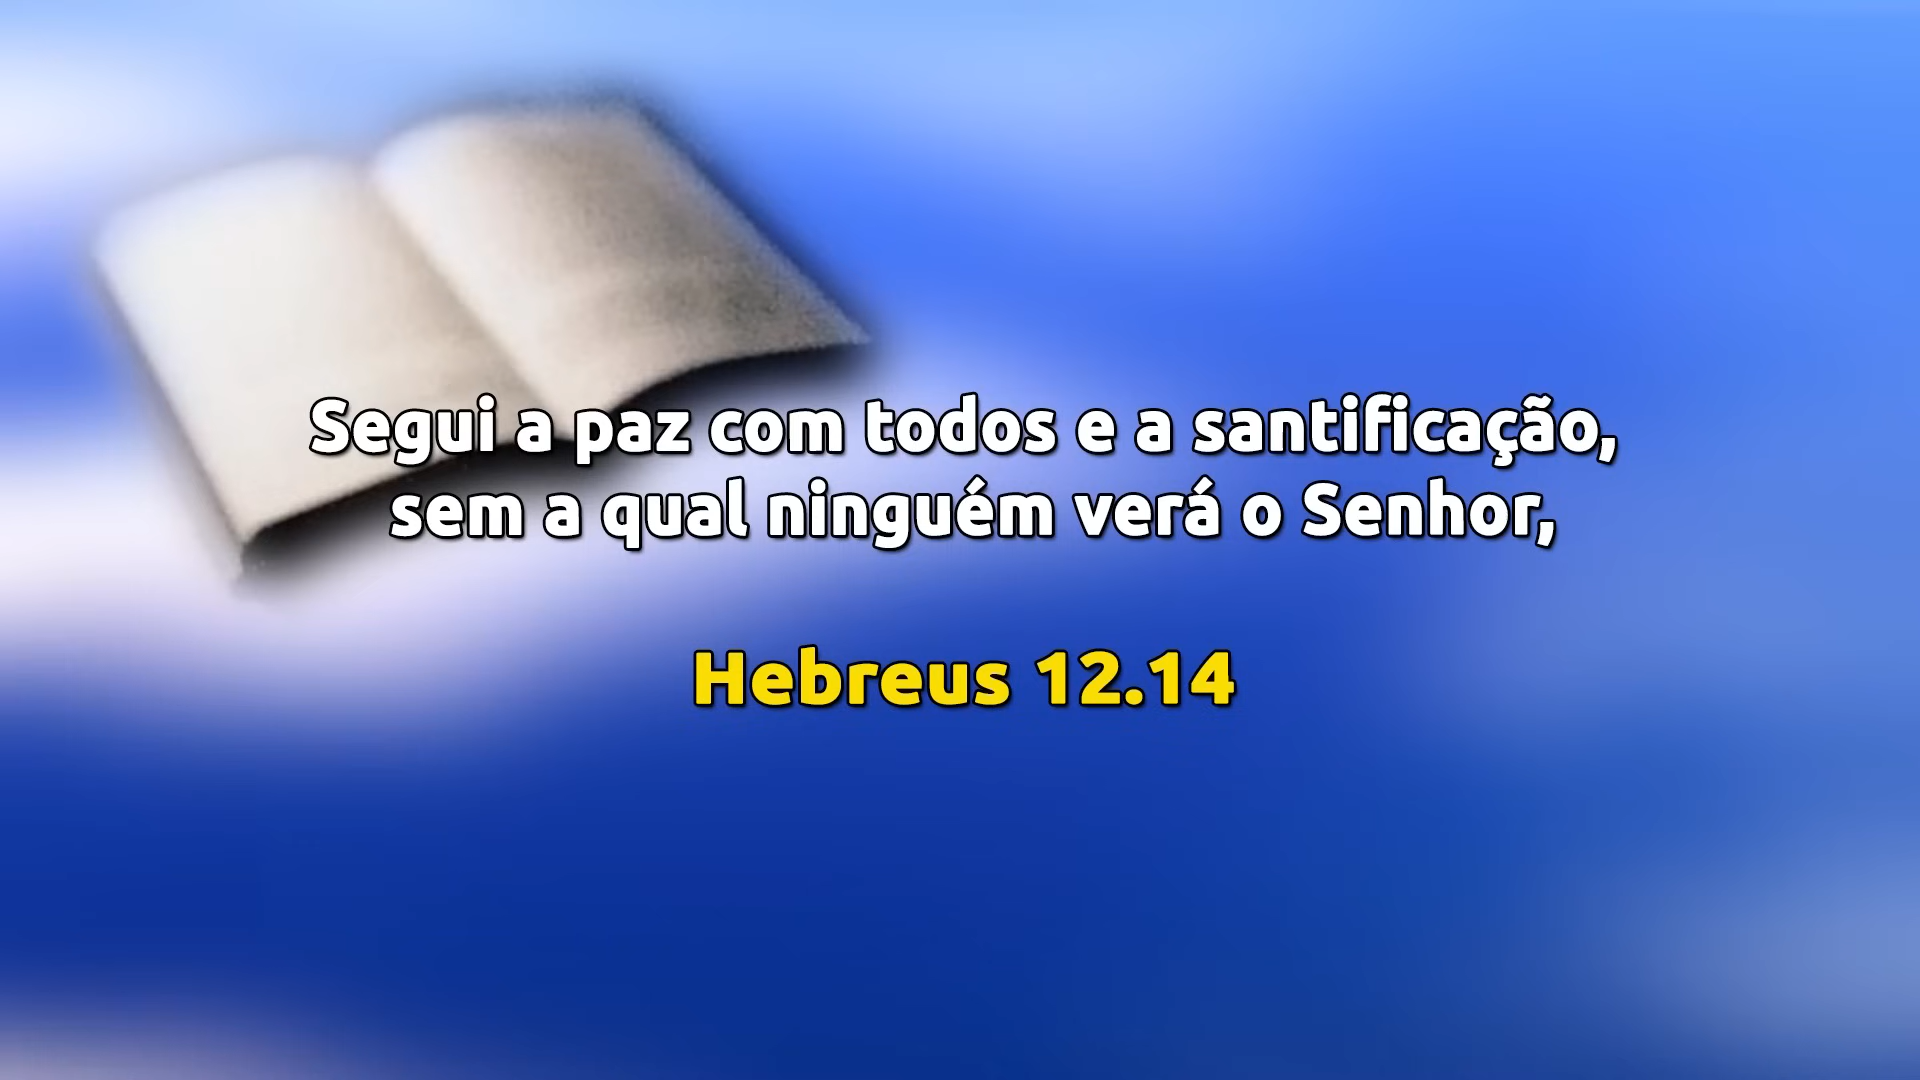 Segui a paz com todos e a santificação,
sem a qual ninguém verá o Senhor,
Hebreus 12.14